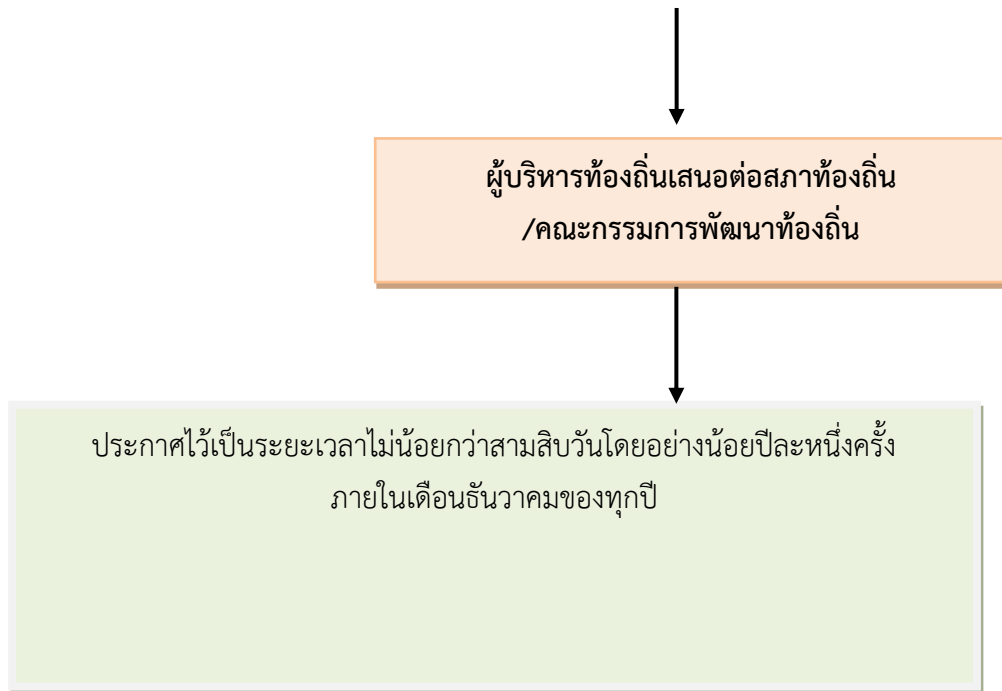 ผู้บริหารท้องถิ่นเสนอต่อสภาท้องถิ่น
/คณะกรรมการพัฒนาท้องถิ่น
ประกาศไว้เป็นระยะเวลาไม่น้อยกว่าสามสิบวันโดยอย่างน้อยปีละหนึ่งครั้ง
ภายในเดือนธันวาคมของทุกปี